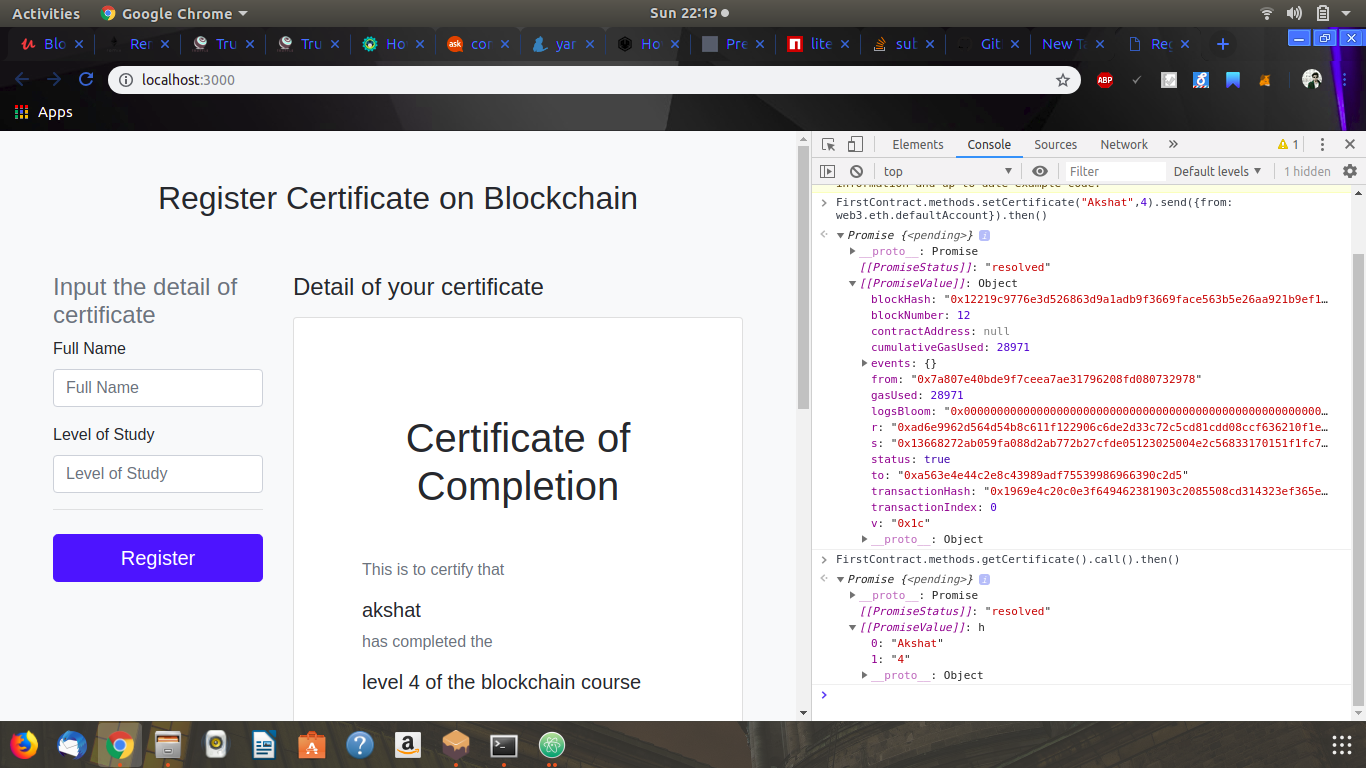 Activities Google Chrome Sun 22:19
Blo Rer Tru Tru Ho cor yar Ho Pre lite sub Git New Ta Reg
localhost:3000 ABP
Apps
Elements Console Sources Network » 1
top Filter Default levels 1 hidden
information and up-to-date example code.
Register Certificate on Blockchain
Input the detail of
certificate
Full Name
Full Name
Level of Study
Level of Study
Register
Detail of your certificate
Certificate of
Completion
This is to certify that
akshat
has completed the
level 4 of the blockchain course
FirstContract.methods.setCertificate("Akshat",4).send({from:
web3.eth.defaultAccount}).then()
Promise {<pending>} i
__proto__: Promise
[[PromiseStatus]]: "resolved"
[[PromiseValue]]: Object
blockHash: "0x12219c9776e3d526863d9a1adb9f3669face563b5e26aa921b9ef1…
blockNumber: 12
contractAddress: null
cumulativeGasUsed: 28971
events: {}
from: "0x7a807e40bde9f7ceea7ae31796208fd080732978"
gasUsed: 28971
r: "0xad6e9962d564d54b8c611f122906c6de2d33c72c5cd81cdd08ccf636210f1e…
s: "0x13668272ab059fa088d2ab772b27cfde05123025004e2c56833170151f1fc7…
status: true
to: "0xa563e4e44c2e8c43989adf75539986966390c2d5"
transactionHash: "0x1969e4c20c0e3f649462381903c2085508cd314323ef365e…
transactionIndex: 0
v: "0x1c"
__proto__: Object
FirstContract.methods.getCertificate().call().then()
Promise {<pending>} i
__proto__: Promise
[[PromiseStatus]]: "resolved"
[[PromiseValue]]: h
0: "Akshat"
1: "4"
__proto__: Object